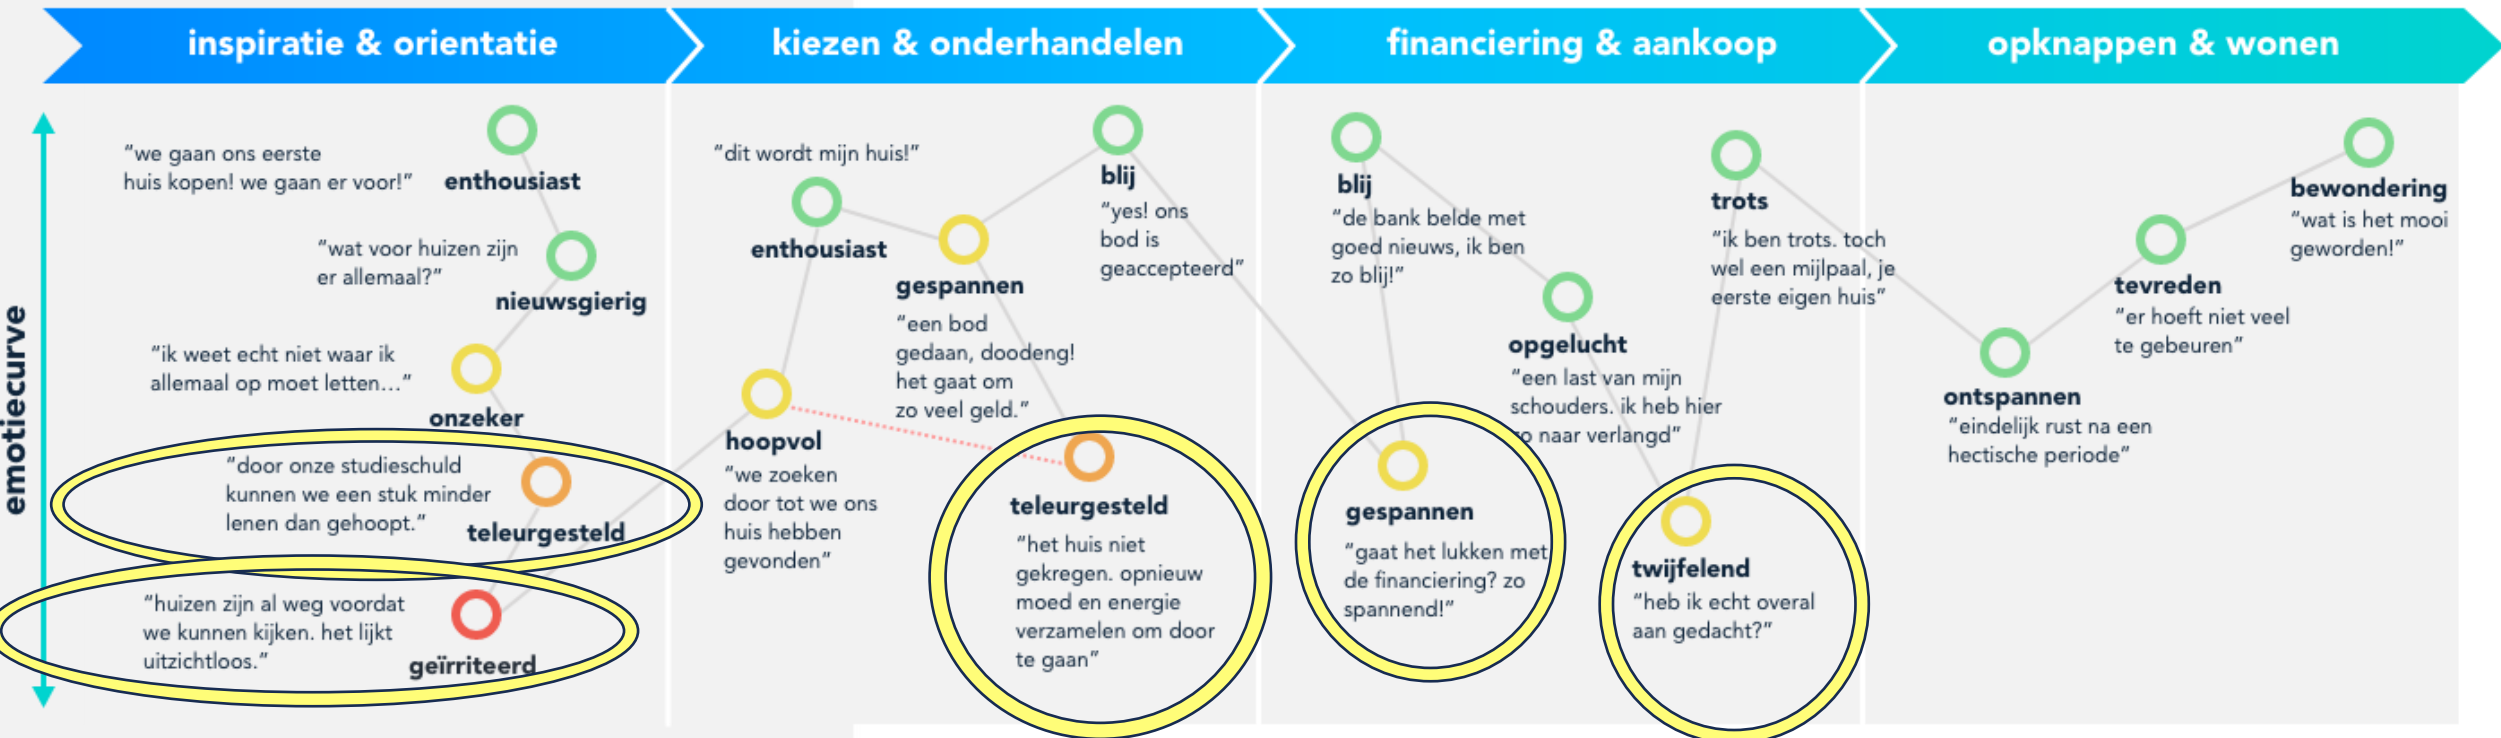 inspiratie & orientatie
kiezen & onderhandelen
financiering & aankoop
opknappen & wonen
emotiecurve
“we gaan ons eerste
huis kopen! we gaan er voor!”
enthousiast
“wat voor huizen zijn
er allemaal?”
nieuwsgierig
“ik weet echt niet waar ik
allemaal op moet letten...”
onzeker
“door onze studieschuld
kunnen we een stuk minder
lenen dan gehoopt.”
teleurgesteld
“huizen zijn al weg voordat
we kunnen kijken. het lijkt
uitzichtloos.”
geïrriteerd
“dit wordt mijn huis!”
enthousiast
hoopvol
“we zoeken
door tot we ons
huis hebben
gevonden”
gespannen
“een bod
gedaan, doodeng!
het gaat om
zo veel geld.”
blij
“yes! ons
bod is
geaccepteerd”
teleurgesteld
“het huis niet
gekregen. opnieuw
moed en energie
verzamelen om door
te gaan”
blij
“de bank belde met
goed nieuws, ik ben
zo blij!”
gespannen
“gaat het lukken met
de financiering? zo
spannend!”
opgelucht
“een last van mijn
schouders. ik heb hier
zo naar verlangd”
trots
“ik ben trots. toch
wel een mijlpaal, je
eerste eigen huis”
twijfelend
“heb ik echt overal
aan gedacht?”
ontspannen
“eindelijk rust na een
hectische periode”
tevreden
“er hoeft niet veel
te gebeuren”
bewondering
“wat is het mooi
geworden!”